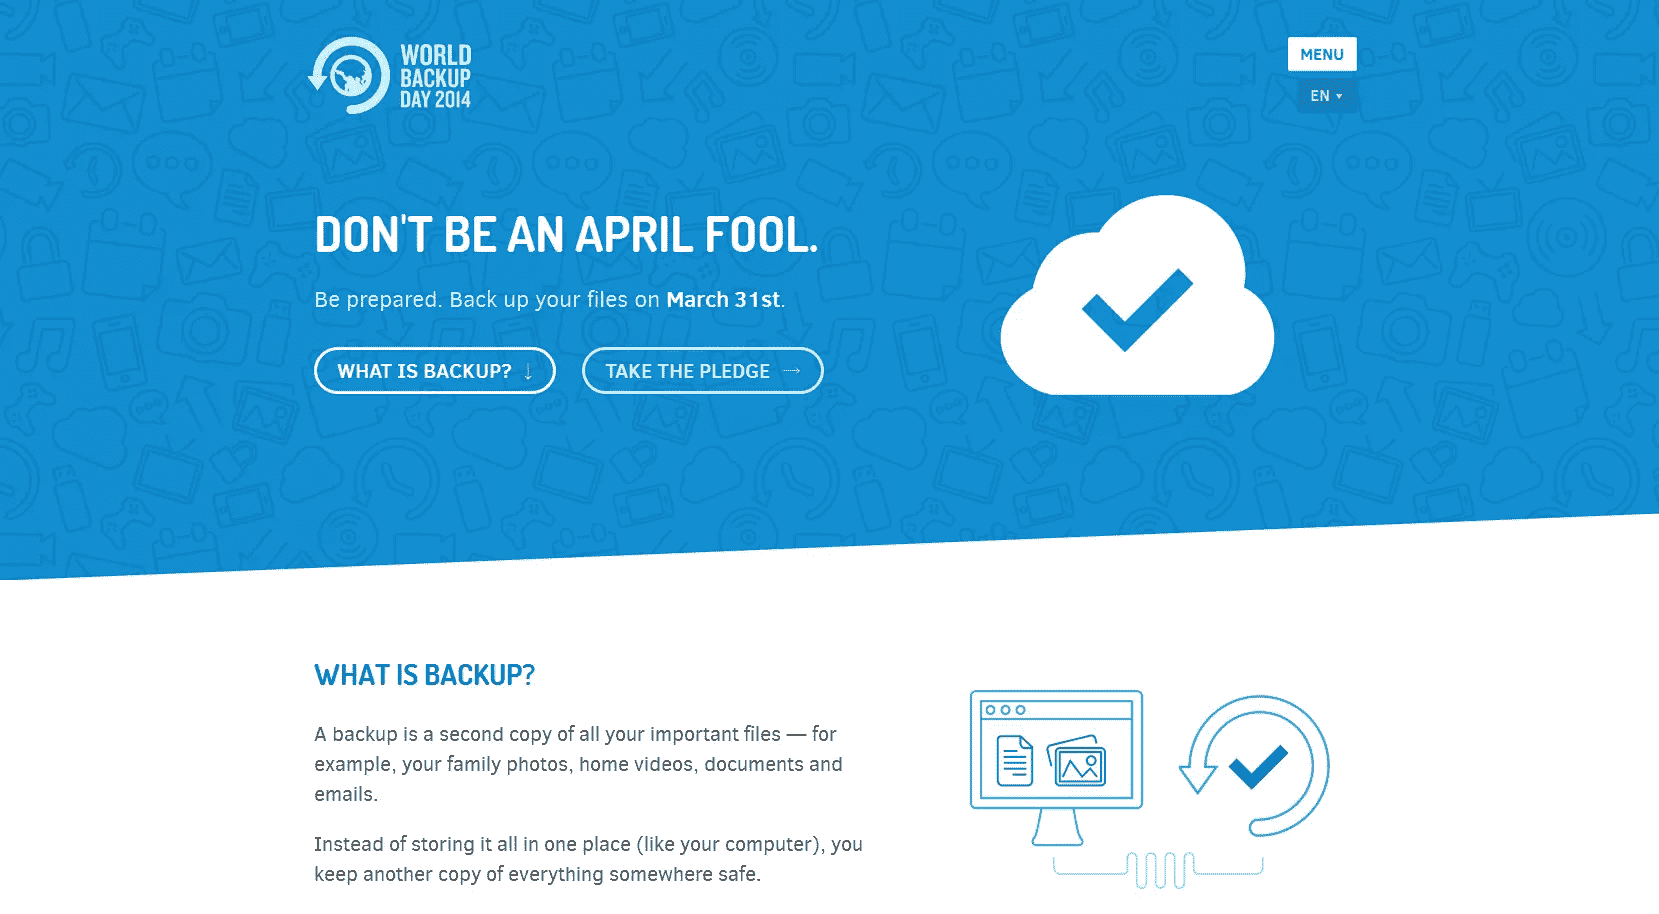 WORLD
BACKUP
DAY 2014
MENU
EN
DON'T BE AN APRIL FOOL.
Be prepared. Back up your files on March 31st.
WHAT IS BACKUP? ↓
TAKE THE PLEDGE →
WHAT IS BACKUP?
A backup is a second copy of all your important files — for
example, your family photos, home videos, documents and
emails.
Instead of storing it all in one place (like your computer), you
keep another copy of everything somewhere safe.